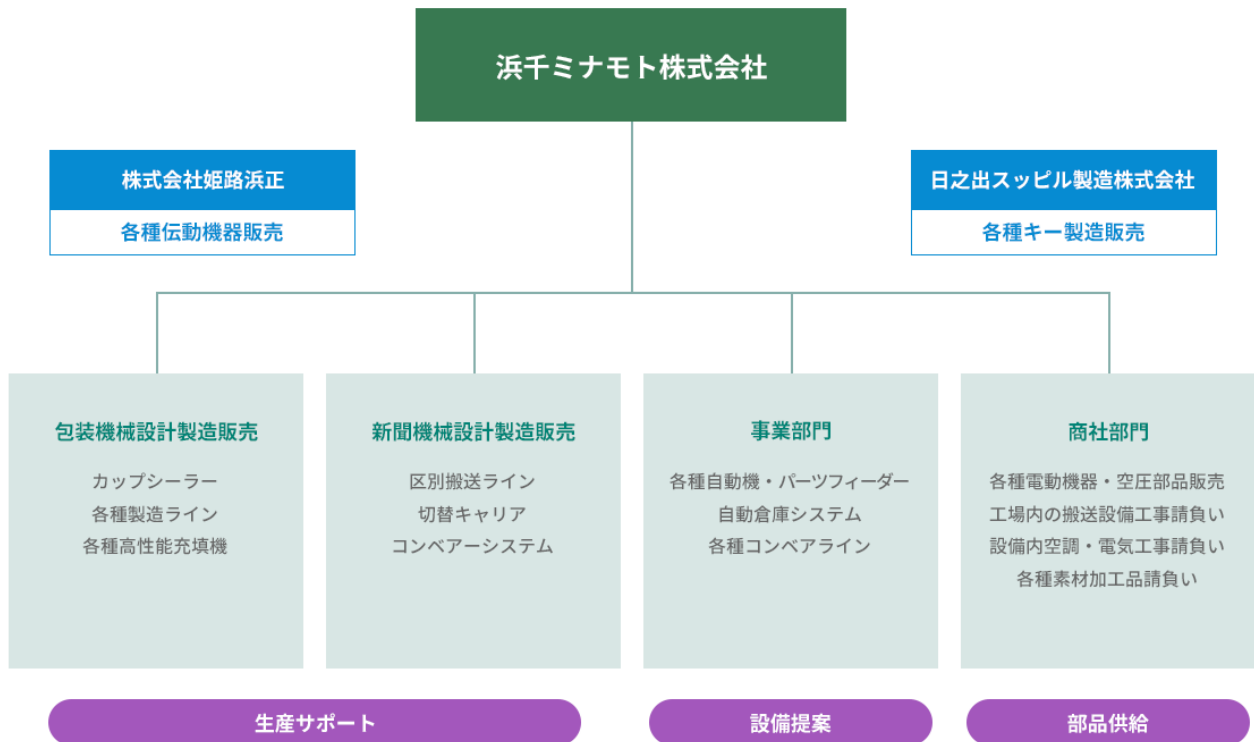 浜千ミナモト株式会社
株式会社姫路浜正
各種伝動機器販売
日之出スッピル製造株式会社
各種キー製造販売
包装機械設計製造販売
カップシーラー
各種製造ライン
各種高性能充填機
新聞機械設計製造販売
区別搬送ライン
切替キャリア
コンベアーシステム
事業部門
各種自動機・パーツフィーダー
自動倉庫システム
各種コンベアライン
商社部門
各種電動機器・空圧部品販売
工場内の搬送設備工事請負い
設備内空調・電気工事請負い
各種素材加工品請負い
生産サポート
設備提案
部品供給